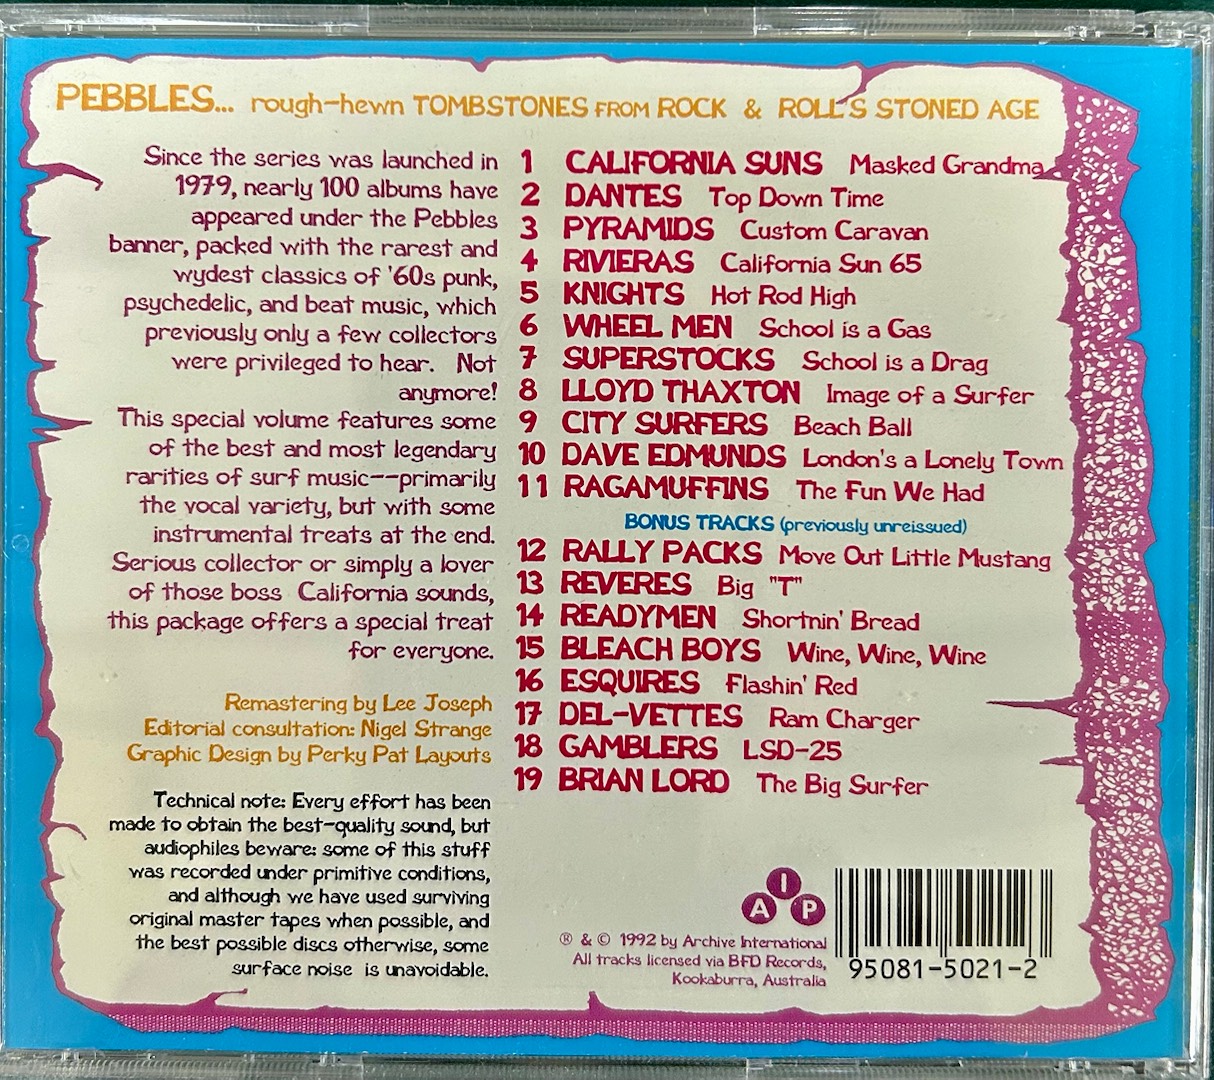 PEBBLES... rough-hewn TOMBSTONES FROM ROCK & ROLL'S STONED AGE
Since the series was launched in
1979, nearly 100 albums have
appeared under the Pebbles
banner, packed with the rarest and
wydest classics of '60s punk,
psychedelic, and beat music, which
previously only a few collectors
were privileged to hear. Not
anymore!
This special volume features some
of the best and most legendary
rarities of surf music--primarily
the vocal variety, but with some
instrumental treats at the end.
Serious collector or simply a lover
of those boss California sounds,
this package offers a special treat
for everyone.
Remastering by Lee Joseph
Editorial consultation: Nigel Strange
Graphic Design by Perky Pat Layouts
Technical note: Every effort has been
made to obtain the best-quality sound, but
audiophiles beware: some of this stuff
was recorded under primitive conditions,
and although we have used surviving
original master tapes when possible, and
the best possible discs otherwise, some
surface noise is unavoidable.
1 CALIFORNIA SUNS Masked Grandma
2 DANTES Top Down Time
3 PYRAMIDS Custom Caravan
4 RIVIERAS California Sun 65
5 KNIGHTS Hot Rod High
6 WHEEL MEN School is a Gas
7 SUPERSTOCKS School is a Drag
8 LLOYD THAXTON Image of a Surfer
9 CITY SURFERS Beach Ball
10 DAVE EDMUNDS London's a Lonely Town
11 RAGAMUFFINS The Fun We Had
BONUS TRACKS (previously unreissued)
12 RALLY PACKS Move Out Little Mustang
13 REVERES Big "T"
14 READYMEN Shortnin' Bread
15 BLEACH BOYS Wine, Wine, Wine
16 ESQUIRES Flashin' Red
17 DEL-VETTES Ram Charger
18 GAMBLERS LSD-25
19 BRIAN LORD The Big Surfer
A I P
® & © 1992 by Archive International
All tracks licensed via BFD Records,
Kookaburra, Australia
95081-5021-2